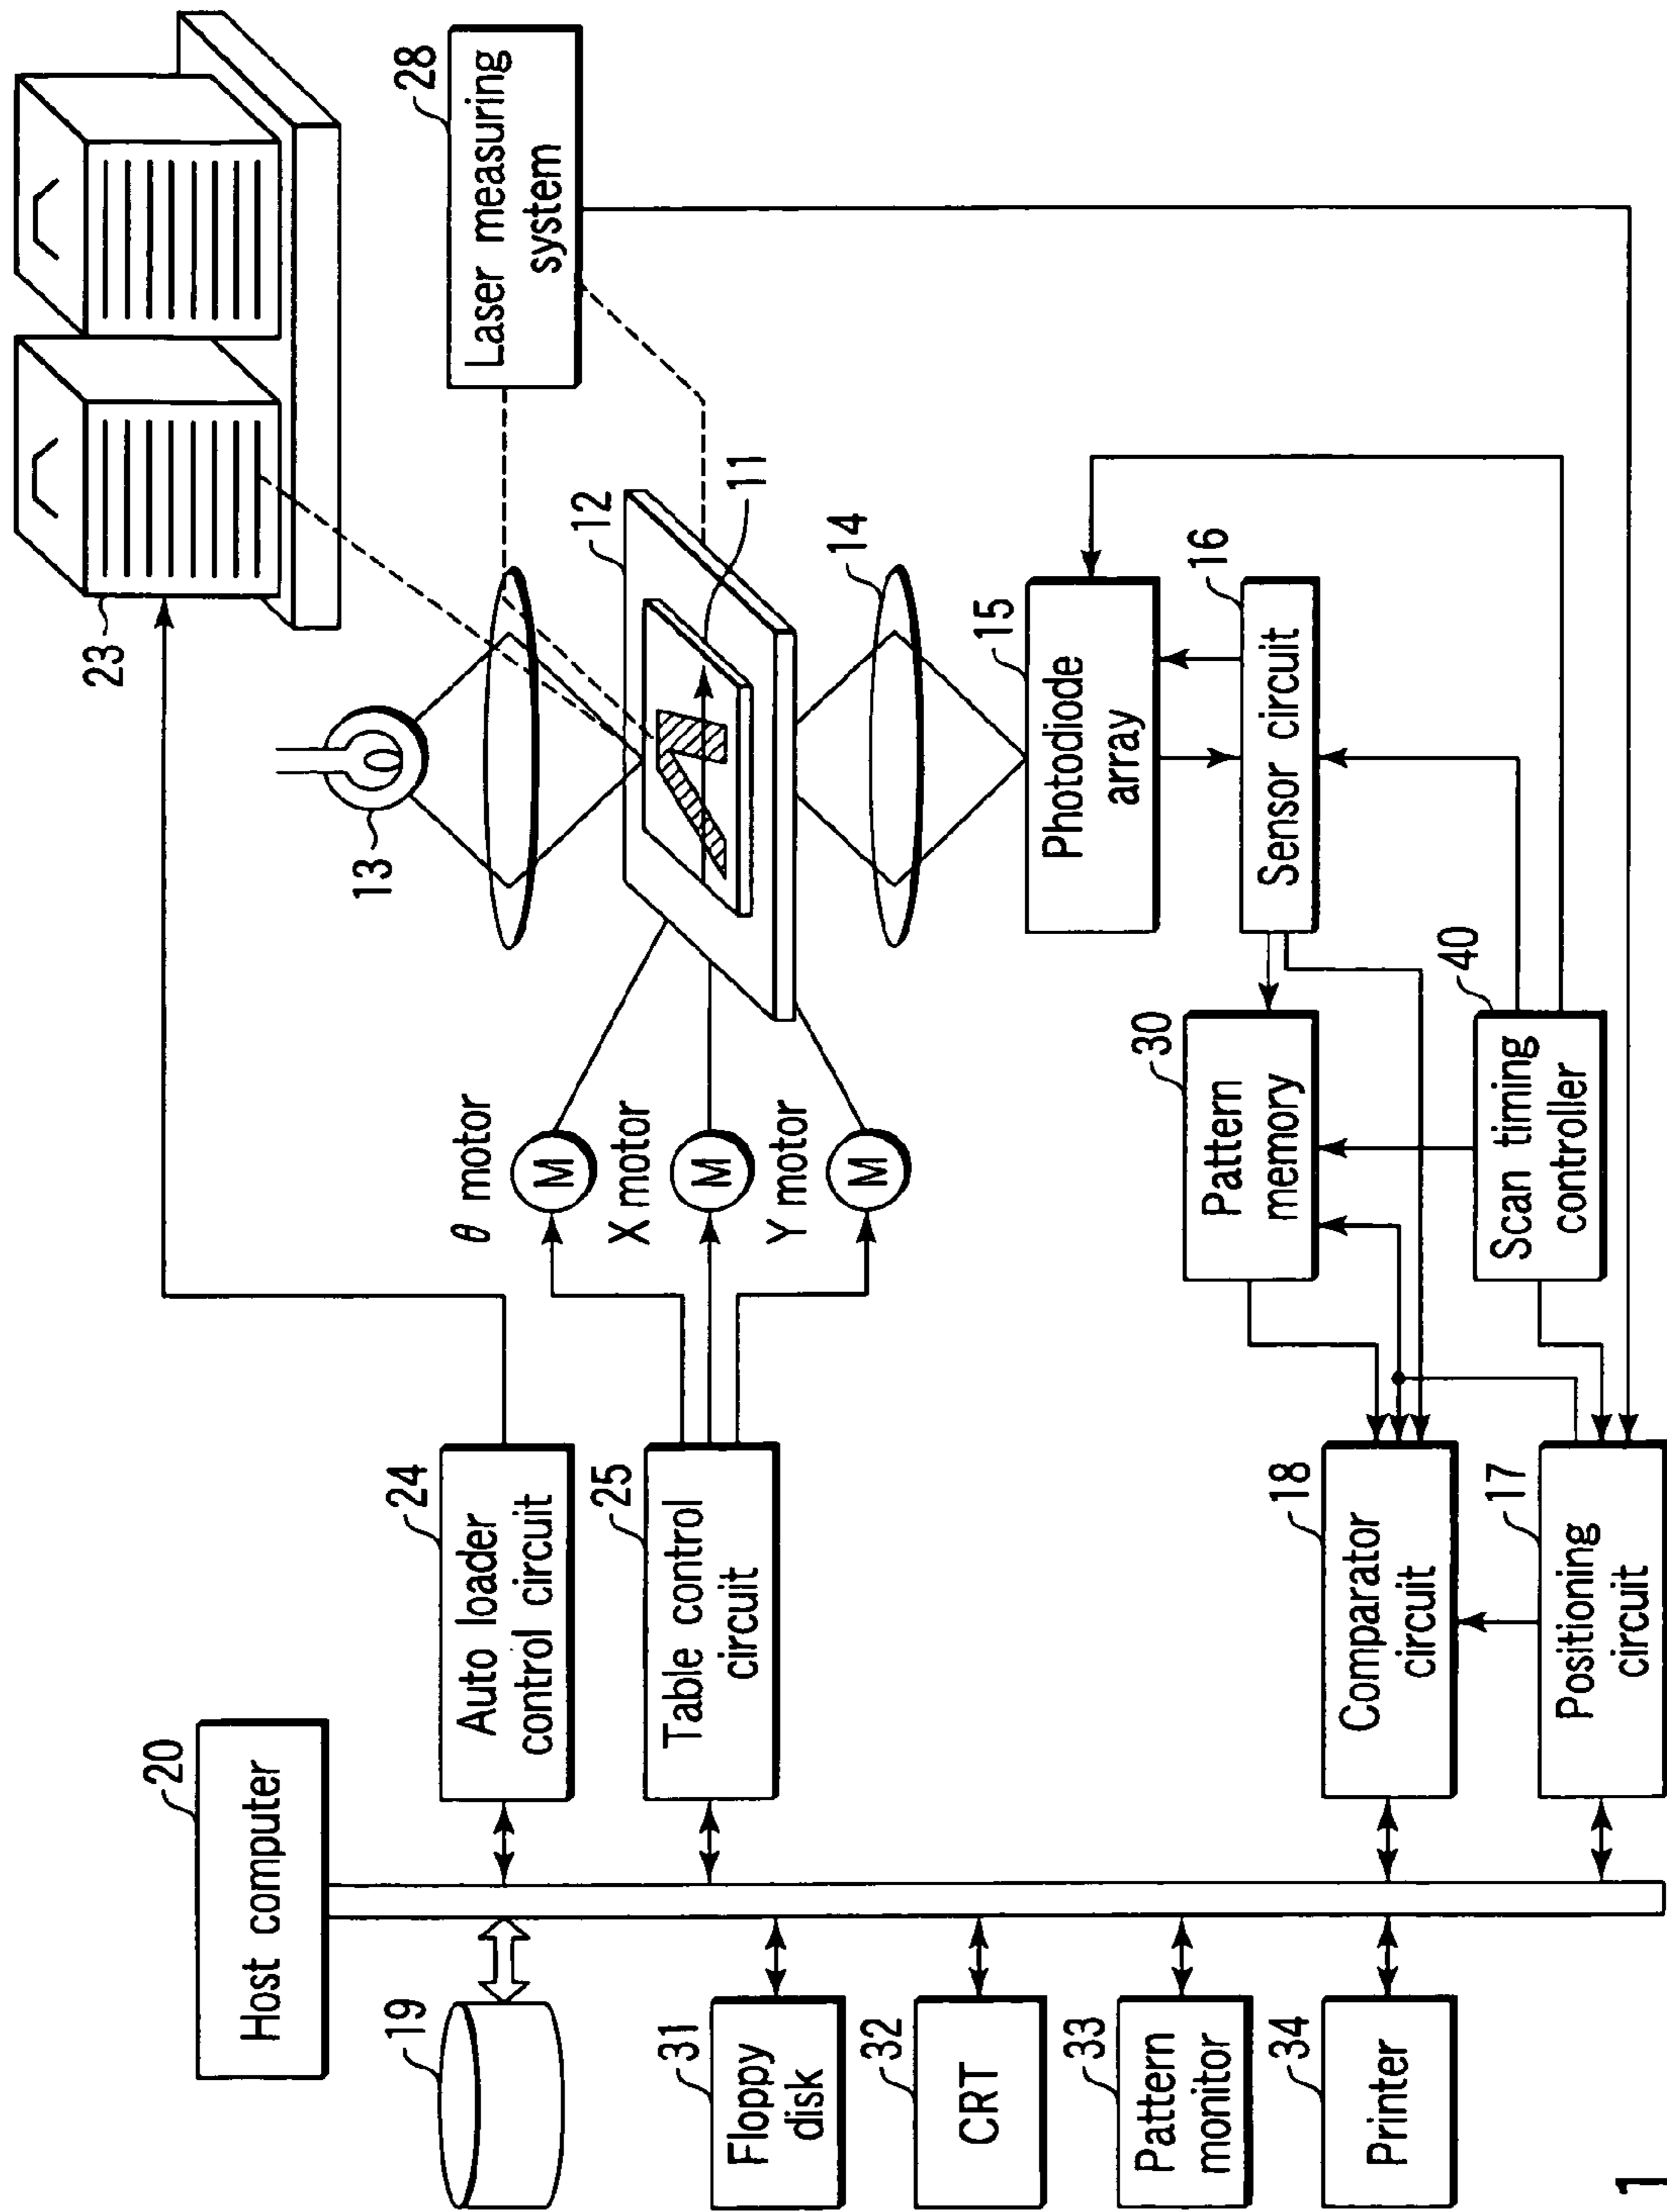 20
Host computer
19
31
Floppy
disk
32
CRT
33
Pattern
monitor
34
Printer
24
Auto loader
control circuit
25
Table control
circuit
18
Comparator
circuit
17
Positioning
circuit
θ motor
M
X motor
M
Y motor
M
30
Pattern
memory
40
Scan timing
controller
23
13
12
11
14
15
Photodiode
array
16
Sensor circuit
28
Laser measuring
system
1